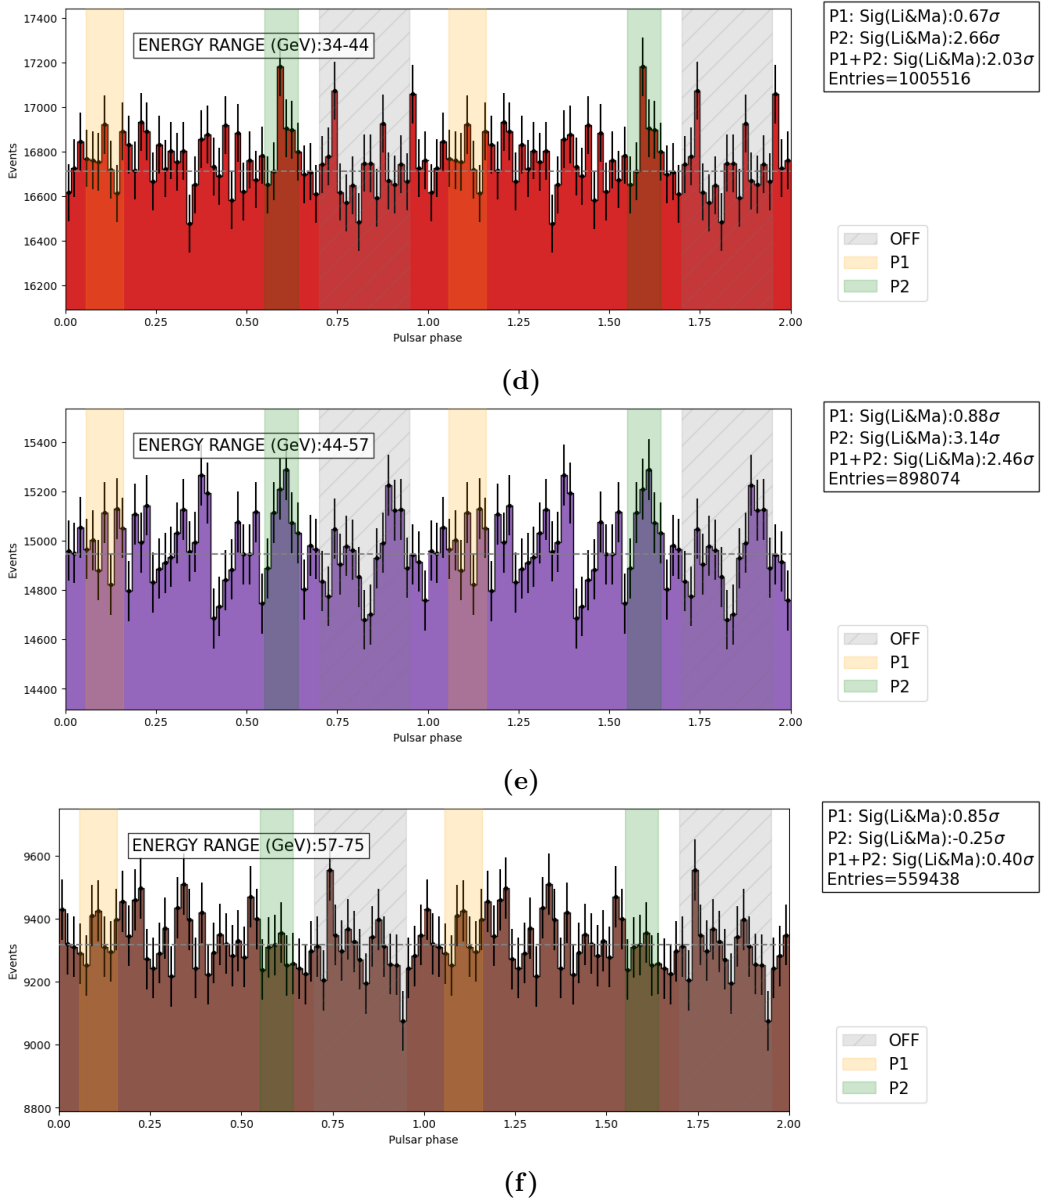 17400
17200
17000
16800
16600
16400
16200
Events
ENERGY RANGE (GeV):34-44
0.00 0.25 0.50 0.75 1.00 1.25 1.50 1.75 2.00
Pulsar phase
P1: Sig(Li&Ma):0.67σ
P2: Sig(Li&Ma):2.66σ
P1+P2: Sig(Li&Ma):2.03σ
Entries=1005516
OFF
P1
P2
(d)
15400
15200
15000
14800
14600
14400
Events
ENERGY RANGE (GeV):44-57
0.00 0.25 0.50 0.75 1.00 1.25 1.50 1.75 2.00
Pulsar phase
P1: Sig(Li&Ma):0.88σ
P2: Sig(Li&Ma):3.14σ
P1+P2: Sig(Li&Ma):2.46σ
Entries=898074
OFF
P1
P2
(e)
9600
9400
9200
9000
8800
Events
ENERGY RANGE (GeV):57-75
0.00 0.25 0.50 0.75 1.00 1.25 1.50 1.75 2.00
Pulsar phase
P1: Sig(Li&Ma):0.85σ
P2: Sig(Li&Ma):-0.25σ
P1+P2: Sig(Li&Ma):0.40σ
Entries=559438
OFF
P1
P2
(f)